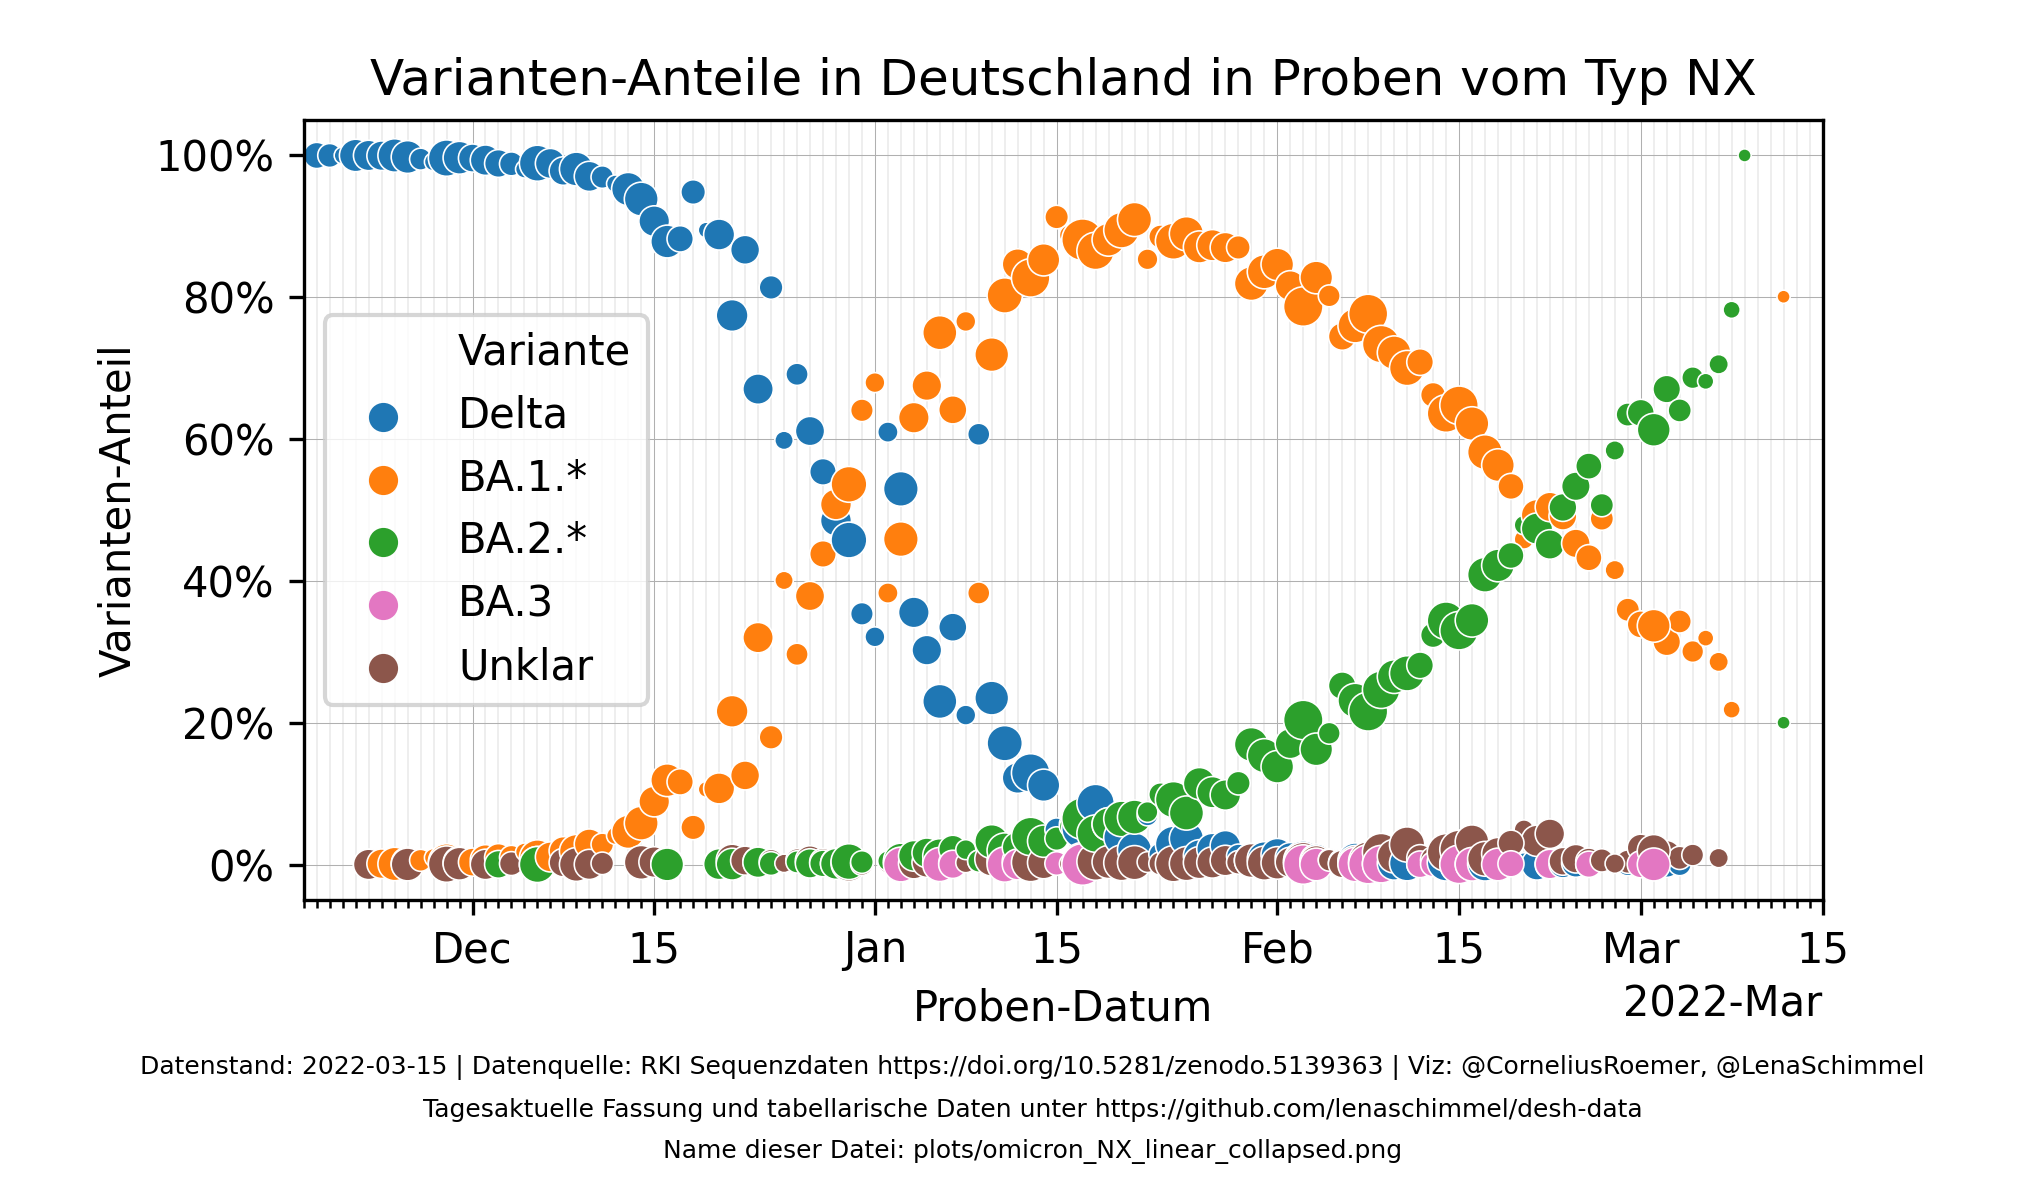 Varianten-Anteile in Deutschland in Proben vom Typ NX
100%
80%
60%
40%
20%
0%
Varianten-Anteil
Variante
Delta
BA.1.*
BA.2.*
BA.3
Unklar
Dec 15 Jan 15 Feb 15 Mar 15
Proben-Datum
2022-Mar
Datenstand: 2022-03-15 | Datenquelle: RKI Sequenzdaten https://doi.org/10.5281/zenodo.5139363 | Viz: @CorneliusRoemer, @LenaSchimmel
Tagesaktuelle Fassung und tabellarische Daten unter https://github.com/lenaschimmel/desh-data
Name dieser Datei: plots/omicron_NX_linear_collapsed.png